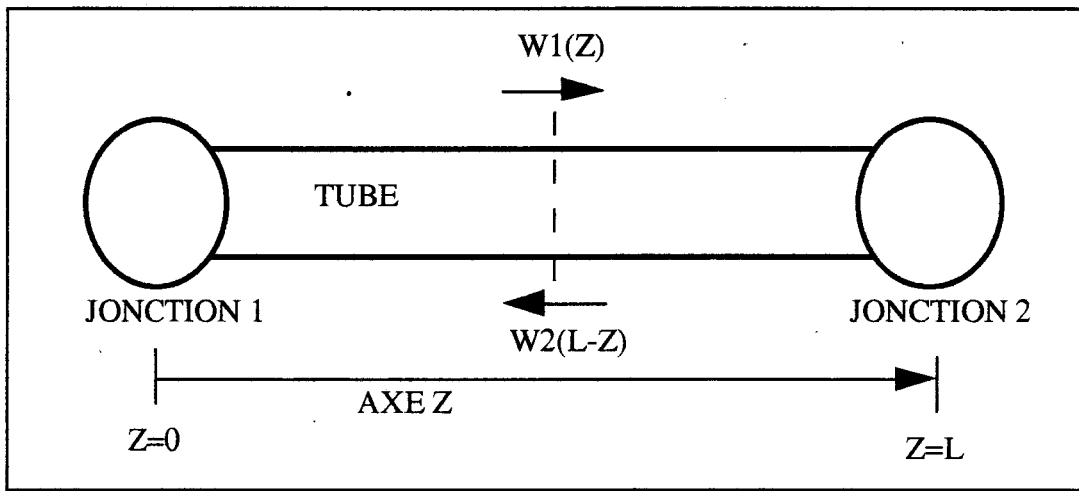 W1(Z)
TUBE
JONCTION 1
JONCTION 2
W2(L-Z)
AXE Z
Z=0
Z=L